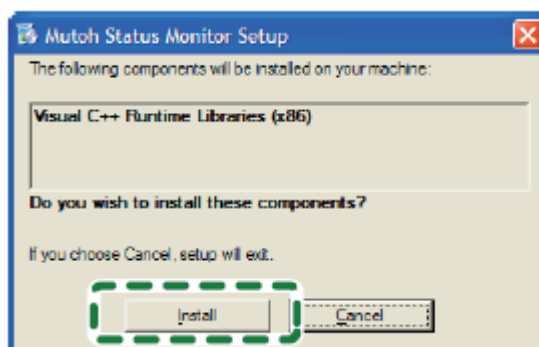 Mutoh Status Monitor Setup
The following components will be installed on your machine:
Visual C++ Runtime Libraries (x86)
Do you wish to install these components?
If you choose Cancel, setup will exit.
Install Cancel